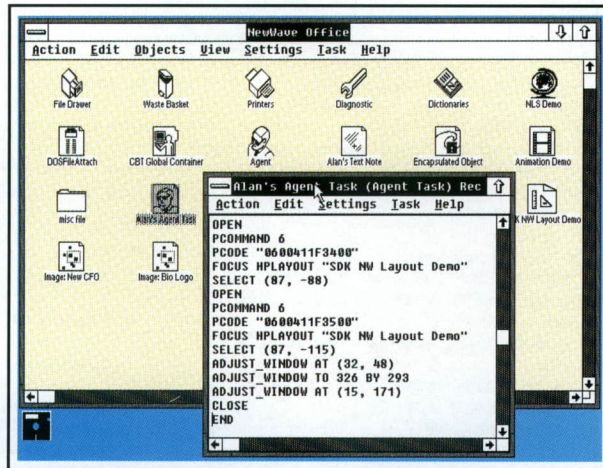 NewWave Office
Action Edit Objects View Settings Task Help
File Drawer Waste Basket Printers Diagnostic Dictionaries NLS Demo
DOSFileAttach CBT Global Container Agent Alan's Text Note Encapsulated Object Animation Demo
misc file Alan's Agent Task K NW Layout Demo
Image: New CFO Image: Bio Logo
Alan's Agent Task (Agent Task) Rec
Action Edit Settings Task Help
OPEN
PCOMMAND 6
PCODE "0600411F3400"
FOCUS HPLAYOUT "SDK NW Layout Demo"
SELECT (87, -88)
OPEN
PCOMMAND 6
PCODE "0600411F3500"
FOCUS HPLAYOUT "SDK NW Layout Demo"
SELECT (87, -115)
ADJUST_WINDOW AT (32, 48)
ADJUST_WINDOW TO 326 BY 293
ADJUST_WINDOW AT (15, 171)
CLOSE
END